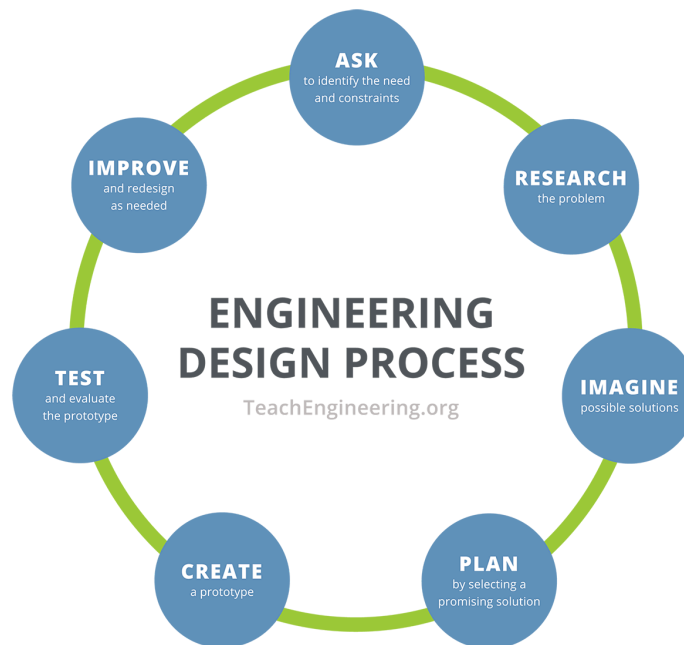 ASK
to identify the need
and constraints
RESEARCH
the problem
IMAGINE
possible solutions
PLAN
by selecting a
promising solution
CREATE
a prototype
TEST
and evaluate
the prototype
IMPROVE
and redesign
as needed
ENGINEERING
DESIGN PROCESS
TeachEngineering.org